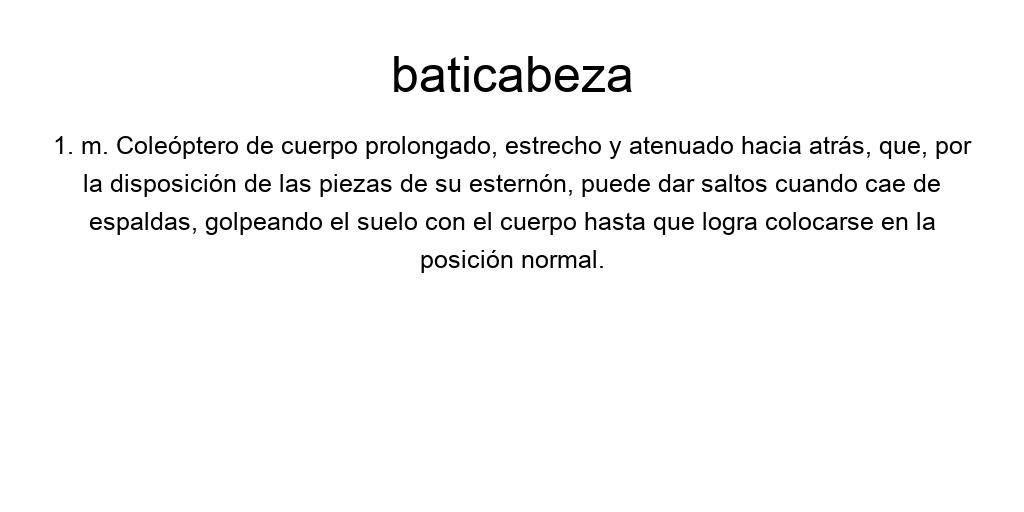 baticabeza
1. m. Coleóptero de cuerpo prolongado, estrecho y atenuado hacia atrás, que, por
la disposición de las piezas de su esternón, puede dar saltos cuando cae de
espaldas, golpeando el suelo con el cuerpo hasta que logra colocarse en la
posición normal.